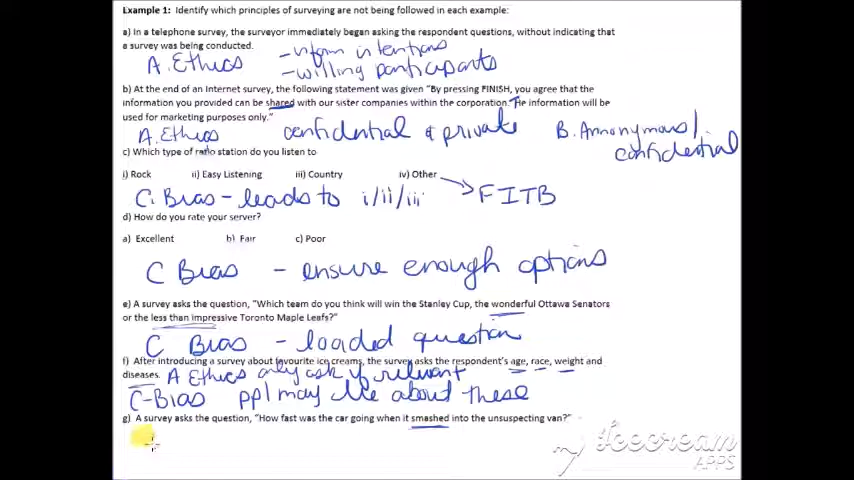 Example 1: Identify which principles of surveying are not being followed in each example:
a) In a telephone survey, the surveyor immediately began asking the respondent questions, without indicating that
a survey was being conducted.
A. Ethics - inform intentions
- willing participants
b) At the end of an Internet survey, the following statement was given "By pressing FINISH, you agree that the
information you provided can be shared with our sister companies within the corporation. The information will be
used for marketing purposes only."
A. Ethics confidential & private B. Annonymous/
confidential
c) Which type of radio station do you listen to
i) Rock ii) Easy Listening iii) Country iv) Other
C. Bias - leads to i/ii/iii FITB
d) How do you rate your server?
a) Excellent b) Fair c) Poor
C Bias - ensure enough options
e) A survey asks the question, "Which team do you think will win the Stanley Cup, the wonderful Ottawa Senators
or the less than impressive Toronto Maple Leafs?"
C Bias - loaded question
f) After introducing a survey about favourite ice creams, the survey asks the respondent's age, race, weight and
diseases. A Ethics only ask if relevant
C-Bias ppl may lie about these
g) A survey asks the question, "How fast was the car going when it smashed into the unsuspecting van?"
Icecream
APPS